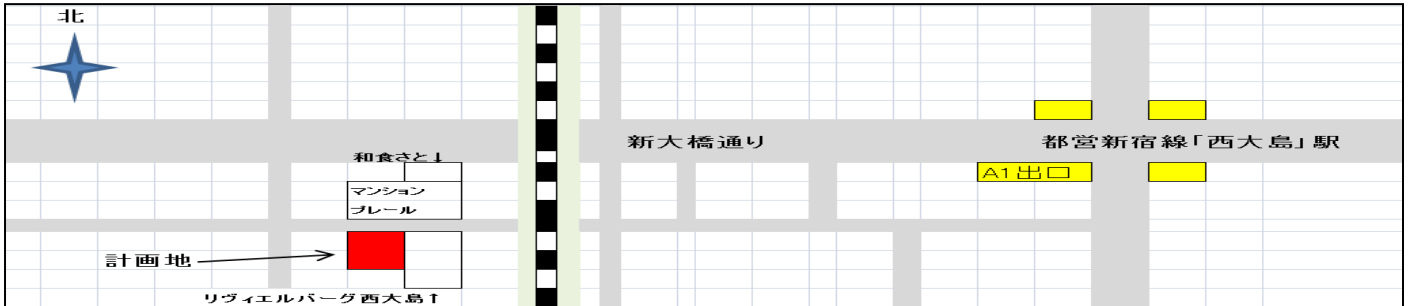 北
新大橋通り
都営新宿線「西大島」駅
和食さと↓
A1出口
マンション
ブレール
計画地
リヴィエルバーグ西大島↑